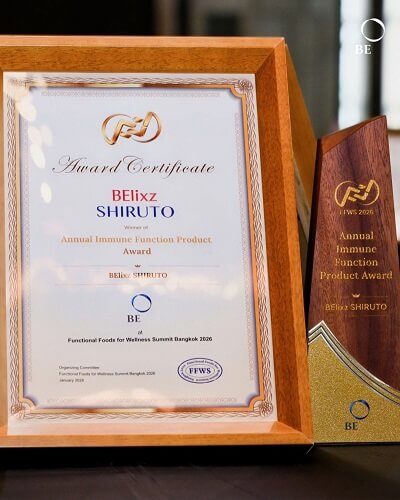 BE
Award Certificate
BElixz
SHIRUTO
Winner of
Annual Immune Function Product
Award
BElixz SHIRUTO
BE
at
Functional Foods for Wellness Summit Bangkok 2026
Organizing Committee
Functional Foods for Wellness Summit Bangkok 2026
January 2026
FFWS
FFWS 2026
Annual
Immune
Function
Product Award
BElixz SHIRUTO
BE